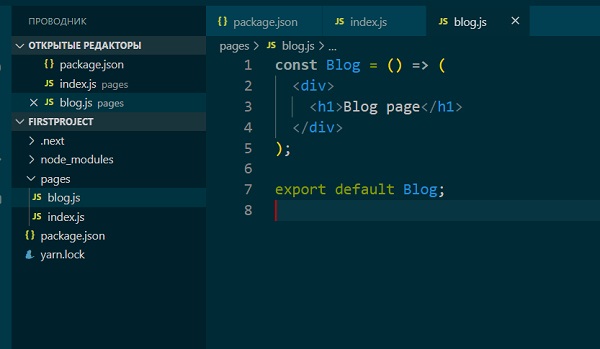 ПРОВОДНИК
ОТКРЫТЫЕ РЕДАКТОРЫ
{} package.json
JS index.js pages
× JS blog.js pages
FIRSTPROJECT
> .next
> node_modules
pages
JS blog.js
JS index.js
{} package.json
yarn.lock
{} package.json
JS index.js
JS blog.js ×
pages > JS blog.js > ...
1 const Blog = () => (
2 <div>
3 <h1>Blog page</h1>
4 </div>
5 );
6
7 export default Blog;
8